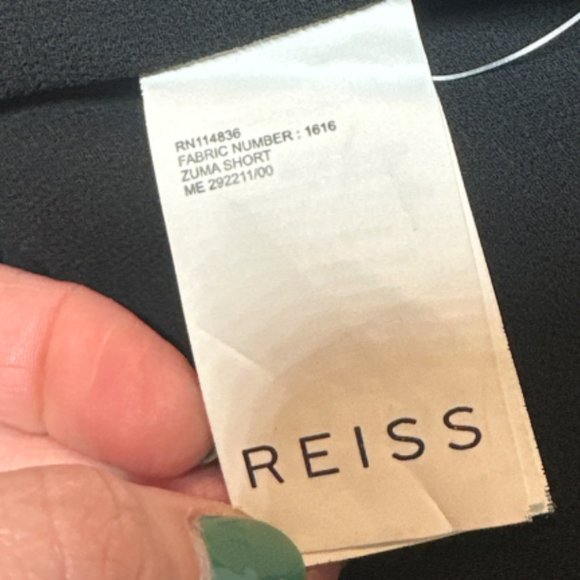 RN114836
FABRIC NUMBER : 1616
ZUMA SHORT
ME 292211/00
REISS